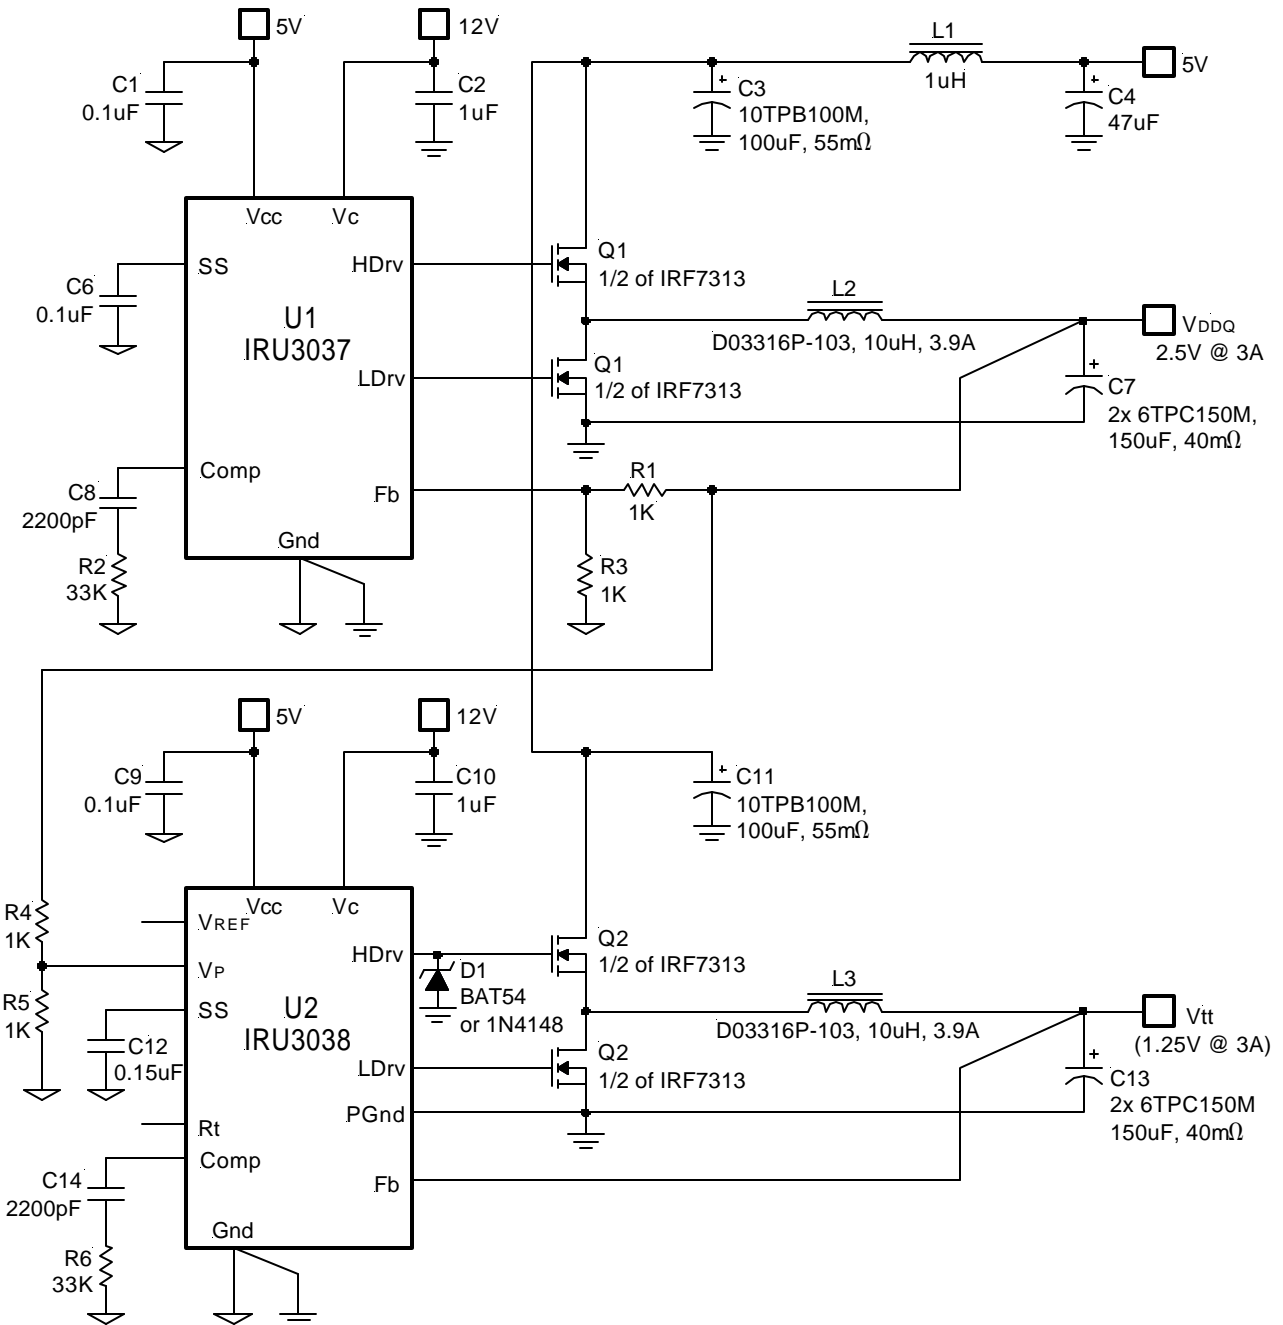 5V
12V
L1
1uH
5V
C1
0.1uF
C2
1uF
C3
10TPB100M,
100uF, 55mΩ
C4
47uF
Vcc
Vc
SS
HDrv
Q1
1/2 of IRF7313
C6
0.1uF
U1
IRU3037
L2
D03316P-103, 10uH, 3.9A
VDDQ
2.5V @ 3A
LDrv
Q1
1/2 of IRF7313
C7
2x 6TPC150M,
150uF, 40mΩ
Comp
C8
2200pF
Fb
R1
1K
Gnd
R2
33K
R3
1K
5V
12V
C9
0.1uF
C10
1uF
C11
10TPB100M,
100uF, 55mΩ
Vcc
Vc
R4
1K
VREF
HDrv
Q2
1/2 of IRF7313
VP
D1
BAT54
or 1N4148
R5
1K
SS
U2
IRU3038
L3
D03316P-103, 10uH, 3.9A
Vtt
(1.25V @ 3A)
C12
0.15uF
LDrv
Q2
1/2 of IRF7313
C13
2x 6TPC150M
150uF, 40mΩ
PGnd
Rt
Comp
Fb
C14
2200pF
Gnd
R6
33K